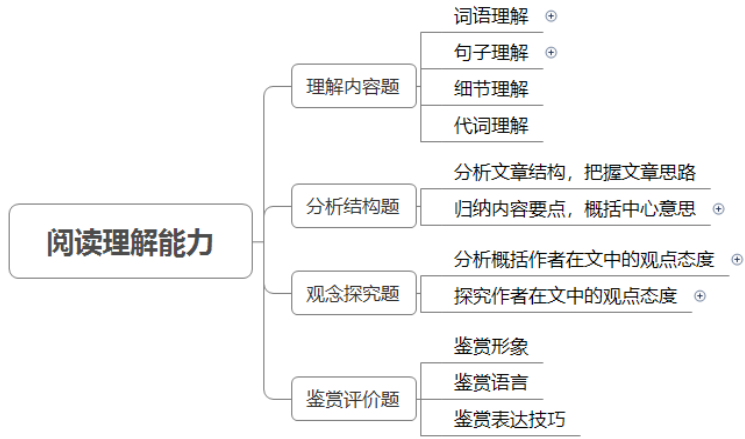 阅读理解能力
理解内容题
词语理解
句子理解
细节理解
代词理解
分析结构题
分析文章结构，把握文章思路
归纳内容要点，概括中心意思
观念探究题
分析概括作者在文中的观点态度
探究作者在文中的观点态度
鉴赏评价题
鉴赏形象
鉴赏语言
鉴赏表达技巧